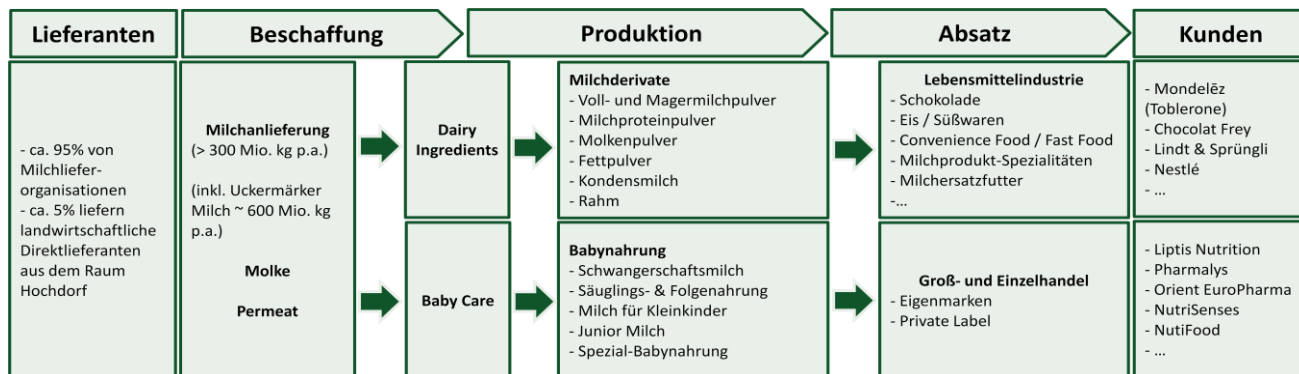 Lieferanten
Beschaffung
Produktion
Absatz
Kunden
- ca. 95% von
Milchliefer-
organisationen
- ca. 5% liefern
landwirtschaftliche
Direktlieferanten
aus dem Raum
Hochdorf
Milchanlieferung
(> 300 Mio. kg p.a.)
(inkl. Uckermärker
Milch ~ 600 Mio. kg
p.a.)
Molke
Permeat
Dairy
Ingredients
Milchderivate
- Voll- und Magermilchpulver
- Milchproteinpulver
- Molkenpulver
- Fettpulver
- Kondensmilch
- Rahm
Lebensmittelindustrie
- Schokolade
- Eis / Süßwaren
- Convenience Food / Fast Food
- Milchprodukt-Spezialitäten
- Milchersatzfutter
-...
- Mondelēz
(Toblerone)
- Chocolat Frey
- Lindt & Sprüngli
- Nestlé
- ...
Baby Care
Babynahrung
- Schwangerschaftsmilch
- Säuglings- & Folgenahrung
- Milch für Kleinkinder
- Junior Milch
- Spezial-Babynahrung
Groß- und Einzelhandel
- Eigenmarken
- Private Label
- Liptis Nutrition
- Pharmalys
- Orient EuroPharma
- NutriSenses
- NutiFood
- ...